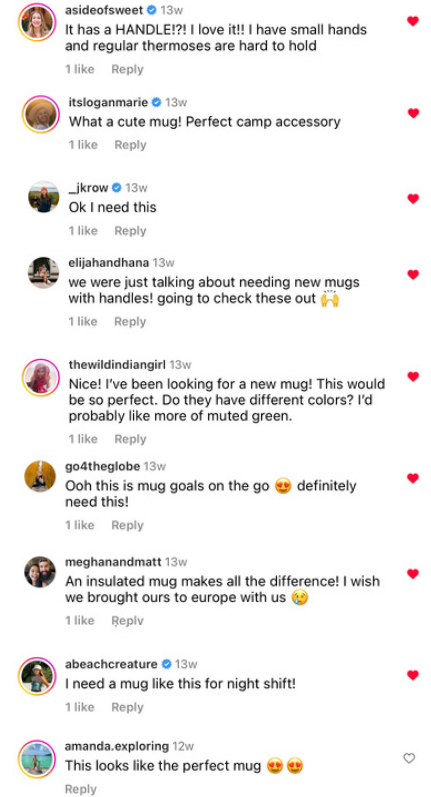 asideofsweet 13w
It has a HANDLE!?! I love it!! I have small hands
and regular thermoses are hard to hold
1 like Reply
itsloganmarie 13w
What a cute mug! Perfect camp accessory
1 like Reply
_jkrow 13w
Ok I need this
1 like Reply
elijahandhana 13w
we were just talking about needing new mugs
with handles! going to check these out 🙌
1 like Reply
thewildindiangirl 13w
Nice! I've been looking for a new mug! This would
be so perfect. Do they have different colors? I'd
probably like more of muted green.
1 like Reply
go4theglobe 13w
Ooh this is mug goals on the go 😍 definitely
need this!
1 like Reply
meghanandmatt 13w
An insulated mug makes all the difference! I wish
we brought ours to europe with us 😢
1 like Reply
abeachcreature 13w
I need a mug like this for night shift!
1 like Reply
amanda.exploring 12w
This looks like the perfect mug 😍😍
Reply